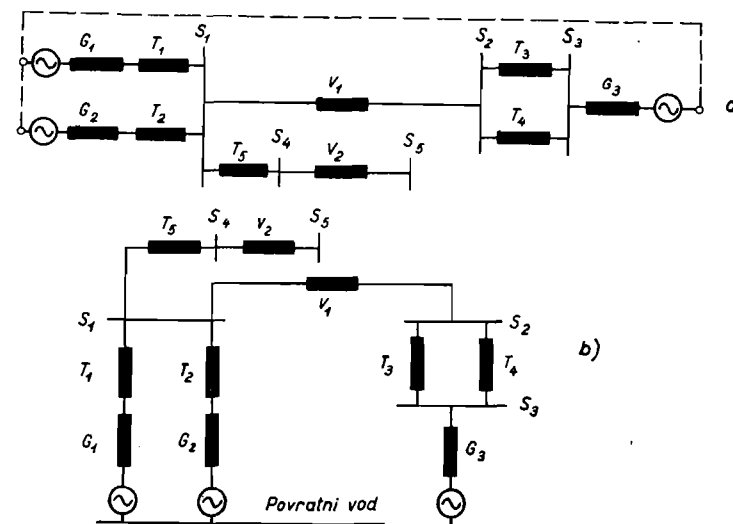 S₁ S₂ T₃ S₃
G₁ T₁
V₁ G₃
G₂ T₂ T₄
T₅ S₄ V₂ S₅
T₅ S₄ V₂ S₅
V₁
S₁ S₂
T₁ T₂ T₃ T₄ b)
S₃
G₁ G₂ G₃
Povratni vod